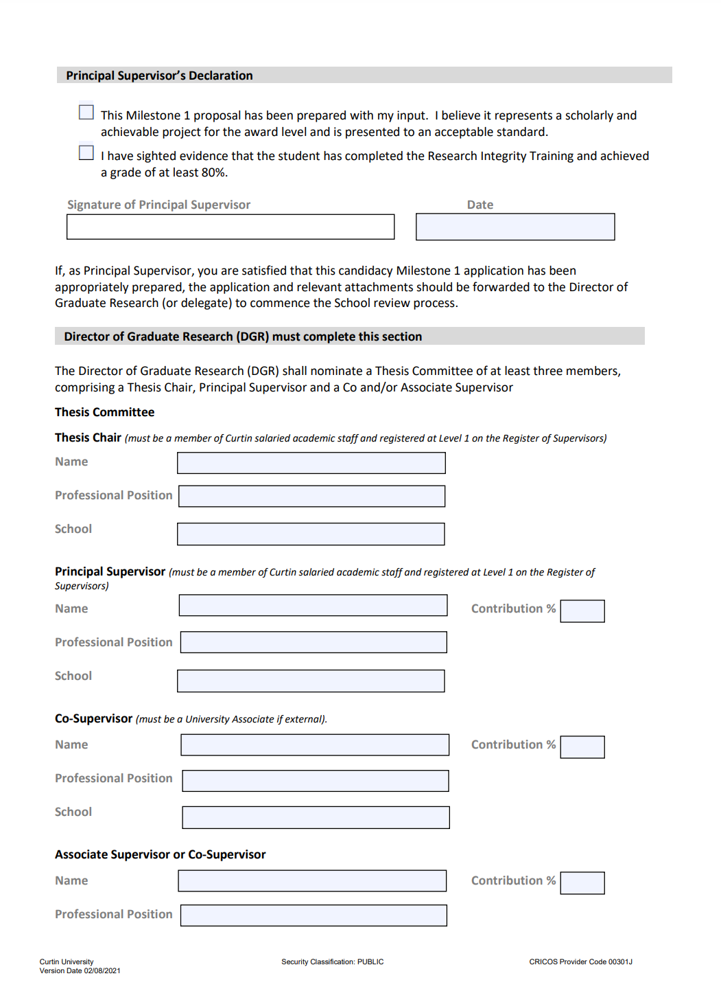 Principal Supervisor’s Declaration
This Milestone 1 proposal has been prepared with my input.  I believe it represents a scholarly and
achievable project for the award level and is presented to an acceptable standard.
I have sighted evidence that the student has completed the Research Integrity Training and achieved
a grade of at least 80%.
Signature of Principal Supervisor Date
If, as Principal Supervisor, you are satisfied that this candidacy Milestone 1 application has been
appropriately prepared, the application and relevant attachments should be forwarded to the Director of
Graduate Research (or delegate) to commence the School review process.
Director of Graduate Research (DGR) must complete this section
The Director of Graduate Research (DGR) shall nominate a Thesis Committee of at least three members,
comprising a Thesis Chair, Principal Supervisor and a Co and/or Associate Supervisor
Thesis Committee
Thesis Chair (must be a member of Curtin salaried academic staff and registered at Level 1 on the Register of Supervisors)
Name
Professional Position
School
Principal Supervisor (must be a member of Curtin salaried academic staff and registered at Level 1 on the Register of
Supervisors)
Name Contribution %
Professional Position
School
Co-Supervisor (must be a University Associate if external).
Name Contribution %
Professional Position
School
Associate Supervisor or Co-Supervisor
Name Contribution %
Professional Position
Curtin University Security Classification: PUBLIC CRICOS Provider Code 00301J
Version Date 02/08/2021